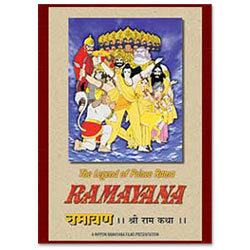 The Legend of Prince Rama
RAMAYANA
रामायण ।। श्री राम कथा ।।
A NIPPON RAMAYANA FILMS PRESENTATION